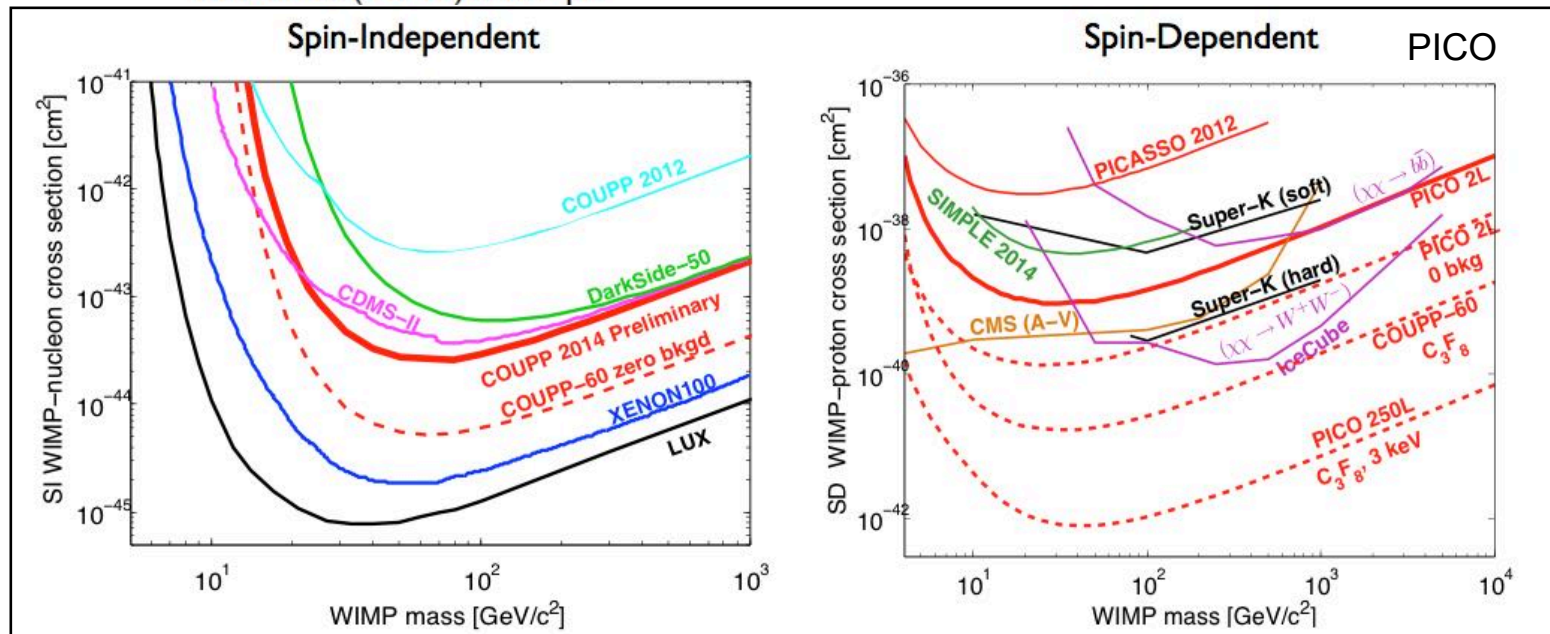 Spin-Independent
10⁻⁴¹
10⁻⁴²
10⁻⁴³
10⁻⁴⁴
10⁻⁴⁵
SI WIMP-nucleon cross section [cm²]
COUPP 2012
DarkSide-50
CDMS-II
COUPP 2014 Preliminary
COUPP-60 zero bkgd
XENON100
LUX
10¹
10²
10³
WIMP mass [GeV/c²]
Spin-Dependent
PICO
10⁻³⁶
10⁻³⁸
10⁻⁴⁰
10⁻⁴²
SD WIMP-proton cross section [cm²]
PICASSO 2012
(χχ → bb̄)
Super-K (soft)
PICO 2L
SIMPLE 2014
PICO 2L
0 bkg
Super-K (hard)
CMS (A-V)
(χχ → W⁺W⁻)
IceCube
COUPP-60
C₃F₈
PICO 250L
C₃F₈, 3 keV
10¹
10²
10³
10⁴
WIMP mass [GeV/c²]